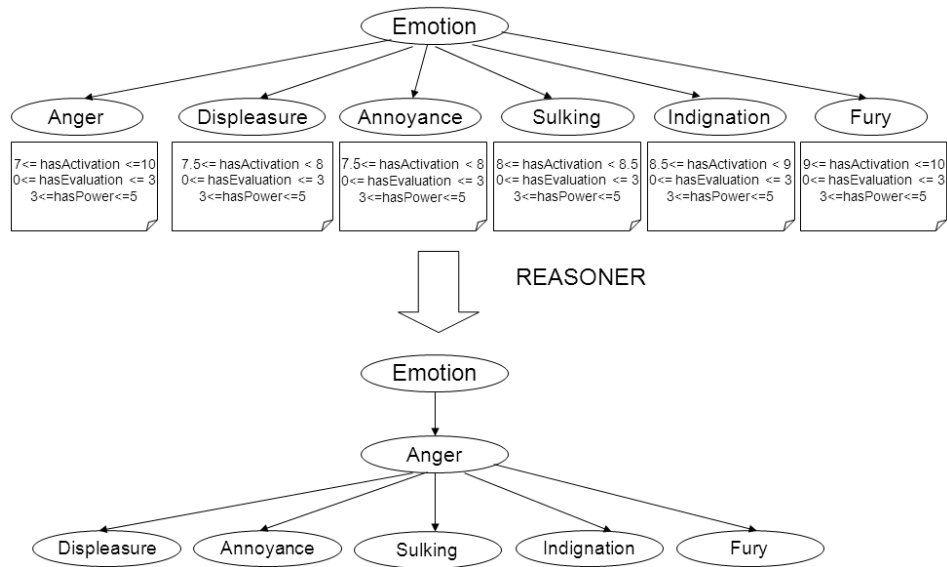 Emotion
Anger
Displeasure
Annoyance
Sulking
Indignation
Fury
7<= hasActivation <=10
0<= hasEvaluation <= 3
3<=hasPower<=5
7.5<= hasActivation < 8
0<= hasEvaluation <= 3
3<=hasPower<=5
7.5<= hasActivation < 8
0<= hasEvaluation <= 3
3<=hasPower<=5
8<= hasActivation < 8.5
0<= hasEvaluation <= 3
3<=hasPower<=5
8.5<= hasActivation < 9
0<= hasEvaluation <= 3
3<=hasPower<=5
9<= hasActivation <=10
0<= hasEvaluation <= 3
3<=hasPower<=5
REASONER
Emotion
Anger
Displeasure
Annoyance
Sulking
Indignation
Fury